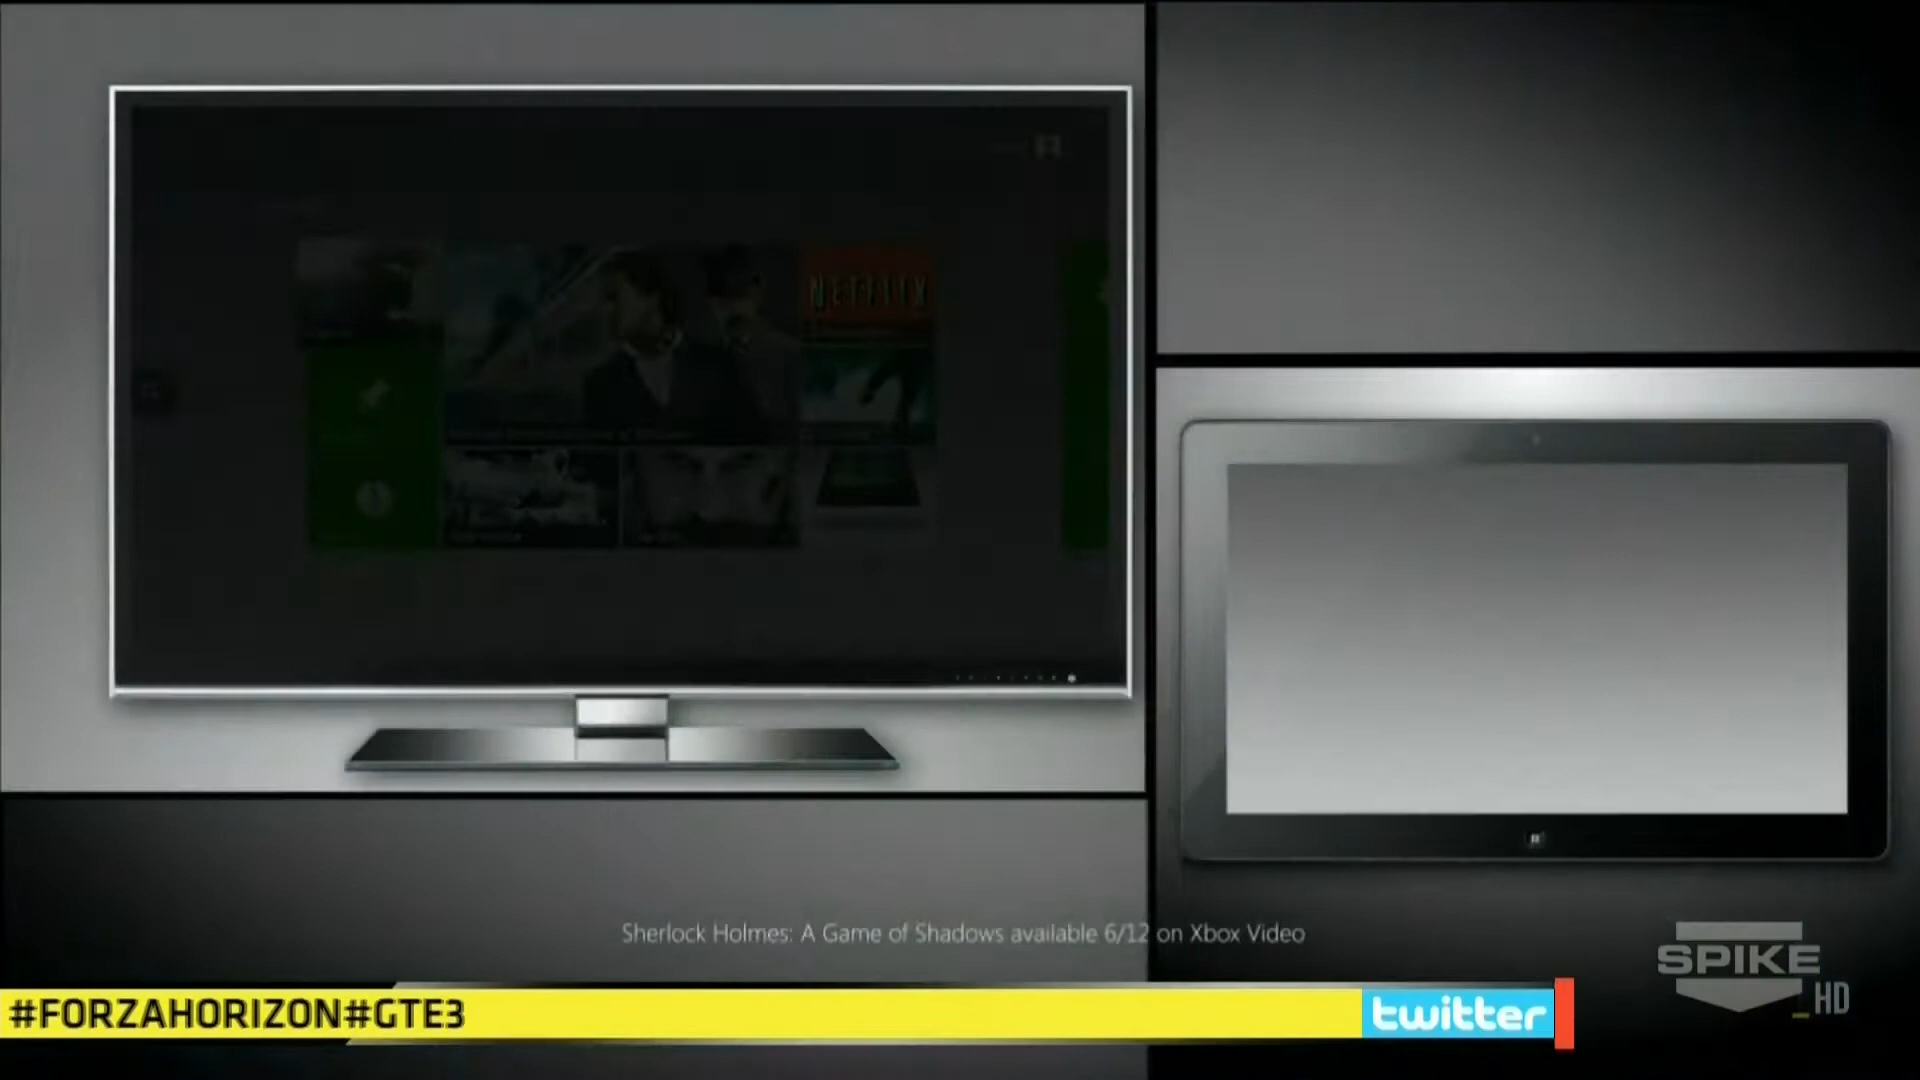 NETFLIX
Sherlock Holmes: A Game of Shadows available 6/12 on Xbox Video
#FORZAHORIZON#GTE3
twitter
SPIKE
HD